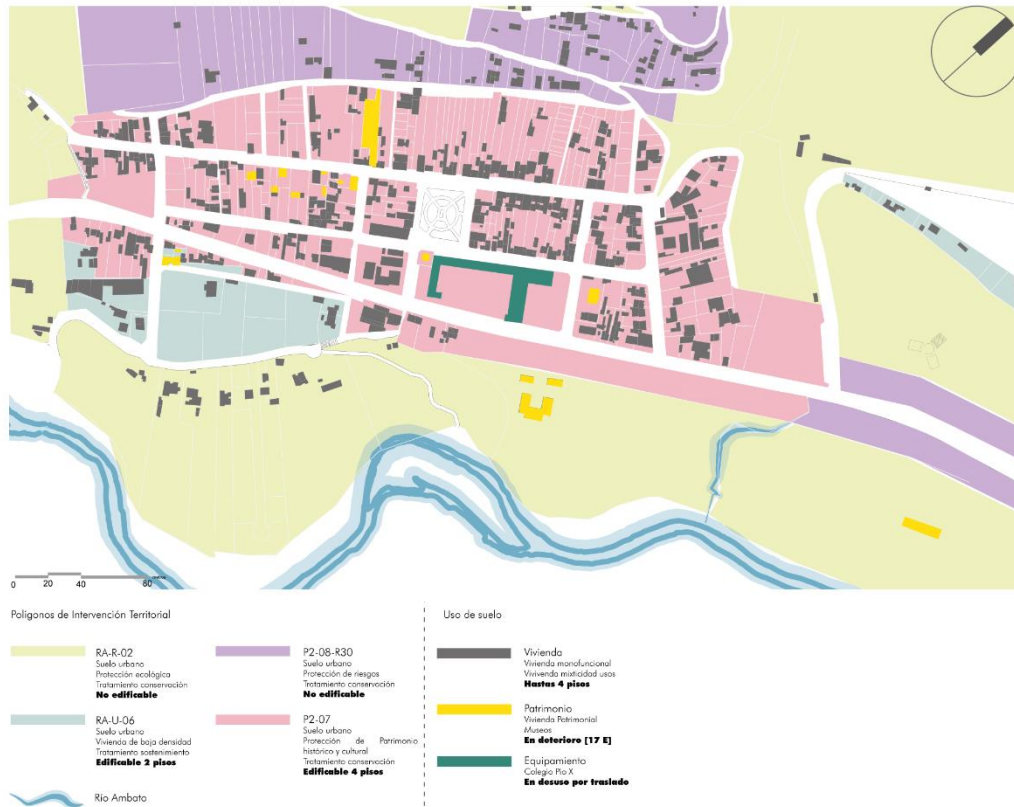 0 20 40 80 metros
Polígonos de Intervención Territorial
RA-R-02
Suelo urbano
Protección ecológica
Tratamiento conservación
No edificable
P2-08-R30
Suelo urbano
Protección de riesgos
Tratamiento conservación
No edificable
RA-U-06
Suelo urbano
Vivienda de baja densidad
Tratamiento sostenimiento
Edificable 2 pisos
P2-07
Suelo urbano
Protección de Patrimonio
histórico y cultural
Tratamiento conservación
Edificable 4 pisos
Río Ambato
Uso de suelo
Vivienda
Vivienda monofuncional
Vivivenda mixticidad usos
Hastas 4 pisos
Patrimonio
Vivienda Patrimonial
Museos
En deterioro [17 E]
Equipamiento
Colegio Pío X
En desuso por traslado